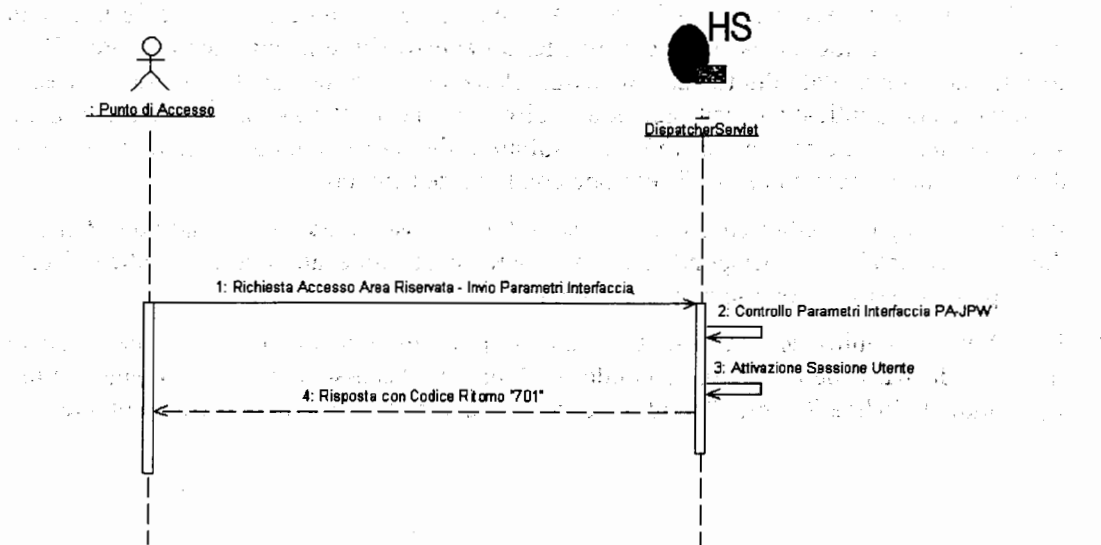 HS
: Punto di Accesso
DispatcherServlet
1: Richiesta Accesso Area Riservata - Invio Parametri Interfaccia
2: Controllo Parametri Interfaccia PA-JPW
3: Attivazione Sessione Utente
4: Risposta con Codice Ritorno "701"